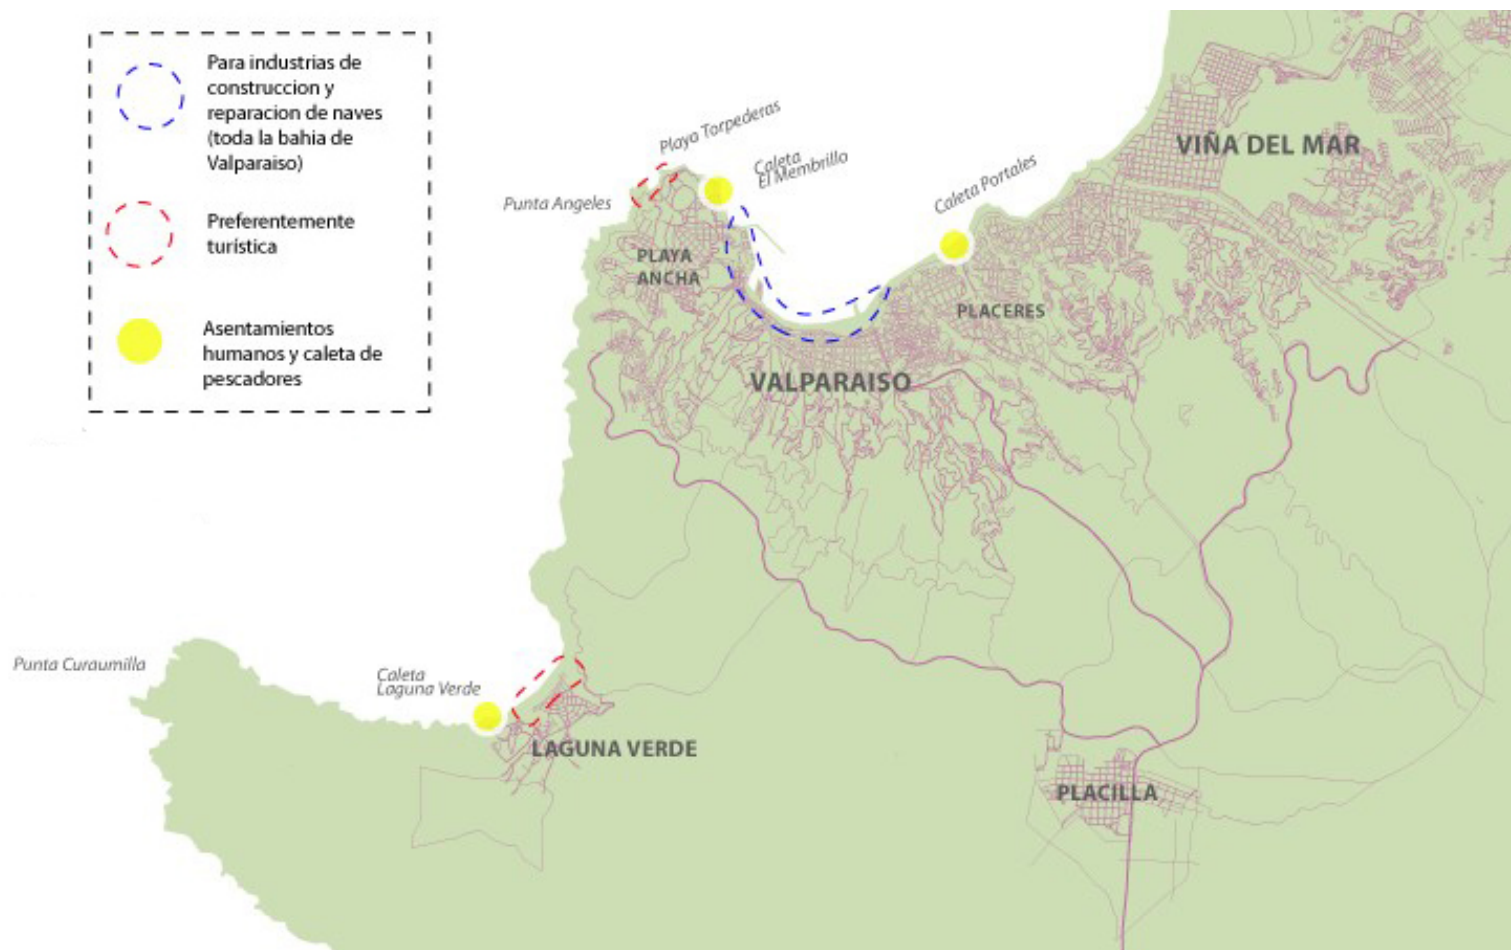 Para industrias de
construccion y
reparacion de naves
(toda la bahia de
Valparaiso)
Preferentemente
turística
Asentamientos
humanos y caleta de
pescadores
Playa Torpederas
Caleta
El Membrillo
Punta Angeles
Caleta Portales
VIÑA DEL MAR
PLAYA
ANCHA
PLACERES
VALPARAISO
Punta Curaumilla
Caleta
Laguna Verde
LAGUNA VERDE
PLACILLA